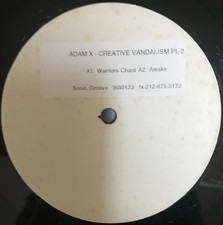 ADAM X - CREATIVE VANDALISM Pt. 2
A1. Warriors Chant A2. Awake
Sonic Groove SG0123 fx:212.675.5172